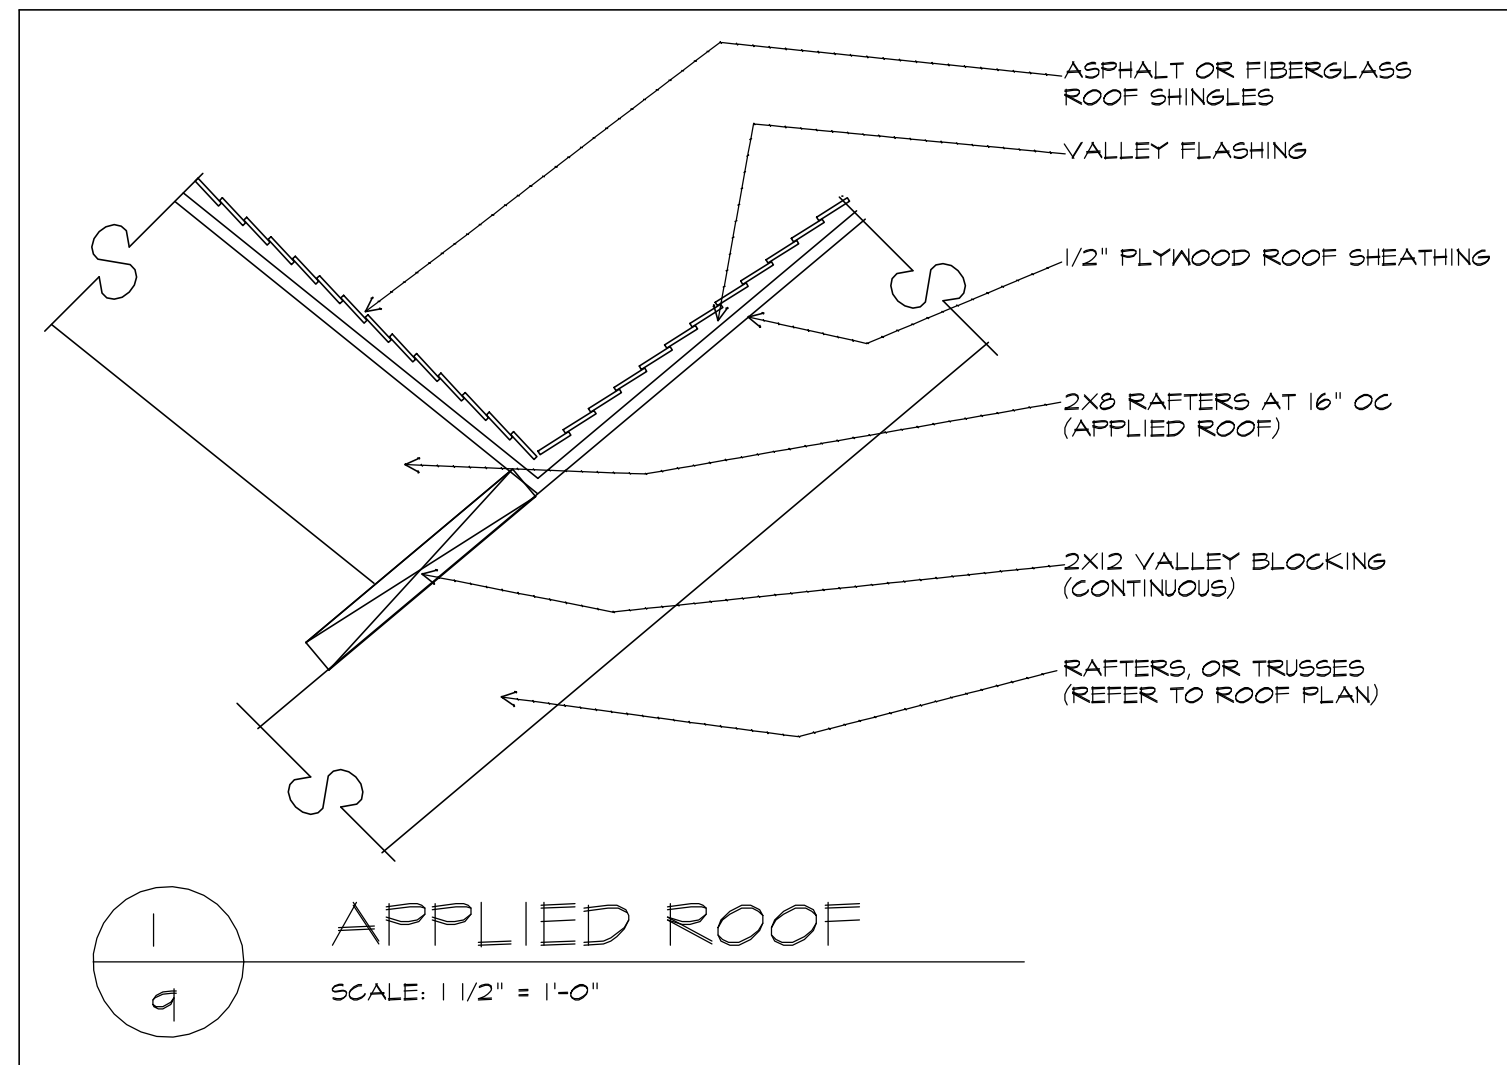 ASPHALT OR FIBERGLASS
ROOF SHINGLES
VALLEY FLASHING
1/2" PLYWOOD ROOF SHEATHING
2X8 RAFTERS AT 16" OC
(APPLIED ROOF)
2X12 VALLEY BLOCKING
(CONTINUOUS)
RAFTERS, OR TRUSSES
(REFER TO ROOF PLAN)
1
9
APPLIED ROOF
SCALE: 1 1/2" = 1'-0"